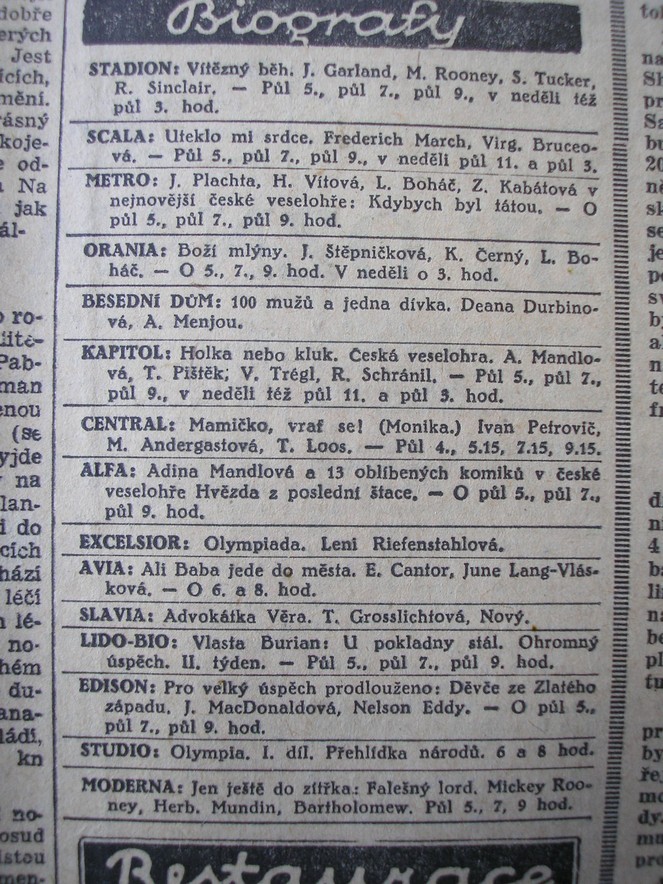 Biografy
STADION: Vítězný běh. J. Garland, M. Rooney, S. Tucker,
R. Sinclair. — Půl 5., půl 7., půl 9., v neděli též
půl 3. hod.
SCALA: Uteklo mi srdce. Frederich March, Virg. Bruceo-
vá. — Půl 5., půl 7., půl 9., v neděli půl 11. a půl 3.
METRO: J. Plachta, H. Vítová, L. Boháč, Z. Kabátová v
nejnovější české veselohře: Kdybych byl tátou. — O
půl 5., půl 7., půl 9. hod.
ORANIA: Boží mlýny. J. Štěpničková, K. Černý, L. Bo-
háč. — O 5., 7., 9. hod. V neděli o 3. hod.
BESEDNÍ DŮM: 100 mužů a jedna dívka. Deana Durbino-
vá, A. Menjou.
KAPITOL: Holka nebo kluk. Česká veselohra. A. Mandlo-
vá, T. Pištěk; V. Trégl, R. Schránil. — Půl 5., půl 7.,
půl 9., v neděli též půl 11. a půl 3. hod.
CENTRAL: Mamičko, vrať se! (Monika.) Ivan Petrovič,
M. Andergastová, T. Loos. — Půl 4., 5.15, 7.15, 9.15.
ALFA: Adina Mandlová a 13 oblíbených komiků v české
veselohře Hvězda z poslední štace. — O půl 5., půl 7.,
půl 9. hod.
EXCELSIOR: Olympiada. Leni Riefenstahlová.
AVIA: Ali Baba jede do města. E. Cantor, June Lang-Vlás-
ková. — O 6. a 8. hod.
SLAVIA: Advokátka Věra. T. Grosslichtová, Nový.
LIDO-BIO: Vlasta Burian: U pokladny stál. Ohromný
úspěch. II. týden. — Půl 5., půl 7., půl 9. hod.
EDISON: Pro velký úspěch prodlouženo: Děvče ze Zlatého
západu. J. MacDonaldová, Nelson Eddy. — O půl 5.,
půl 7., půl 9. hod.
STUDIO: Olympia. I. díl. Přehlídka národů. 6 a 8 hod.
MODERNA: Jen ještě do zítřka: Falešný lord. Mickey Roo-
ney, Herb. Mundin, Bartholomew. Půl 5., 7, 9 hod.
Restaurace